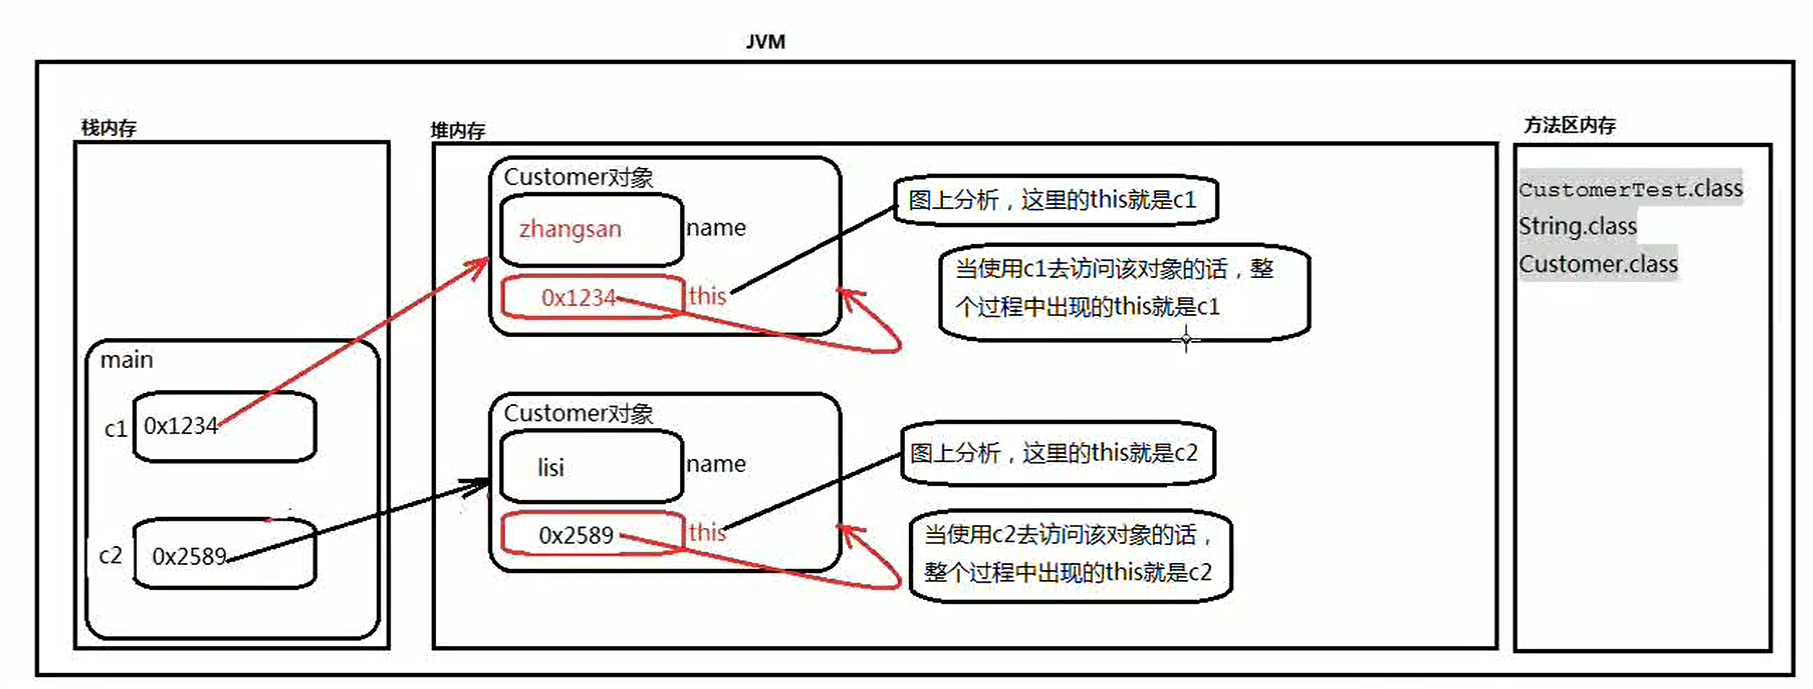 JVM
栈内存
main
c1
0x1234
c2
0x2589
堆内存
Customer对象
zhangsan
name
0x1234
this
图上分析，这里的this就是c1
当使用c1去访问该对象的话，整
个过程中出现的this就是c1
Customer对象
lisi
name
0x2589
this
图上分析，这里的this就是c2
当使用c2去访问该对象的话，
整个过程中出现的this就是c2
方法区内存
CustomerTest.class
String.class
Customer.class